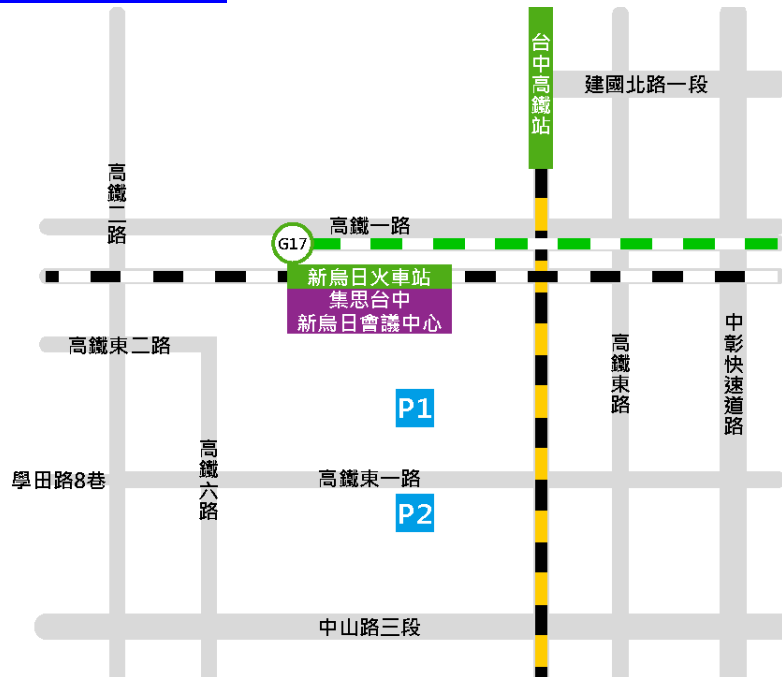 台中高鐵站
建國北路一段
高鐵二路
高鐵一路
G17
新烏日火車站
集思台中
新烏日會議中心
高鐵東二路
高鐵東路
中彰快速道路
P1
高鐵六路
學田路8巷
高鐵東一路
P2
中山路三段